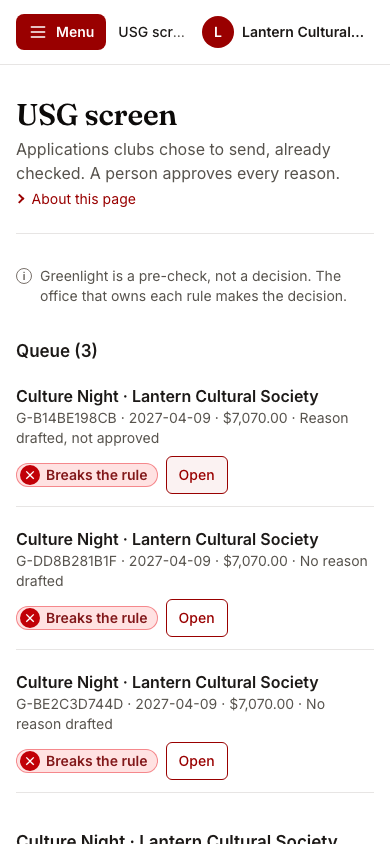 Menu
USG scr...
L
Lantern Cultural...
USG screen
Applications clubs chose to send, already
checked. A person approves every reason.
About this page
Greenlight is a pre-check, not a decision. The
office that owns each rule makes the decision.
Queue (3)
Culture Night · Lantern Cultural Society
G-B14BE198CB · 2027-04-09 · $7,070.00 · Reason
drafted, not approved
Breaks the rule
Open
Culture Night · Lantern Cultural Society
G-DD8B281B1F · 2027-04-09 · $7,070.00 · No reason
drafted
Breaks the rule
Open
Culture Night · Lantern Cultural Society
G-BE2C3D744D · 2027-04-09 · $7,070.00 · No
reason drafted
Breaks the rule
Open
Culture Night · Lantern Cultural Society